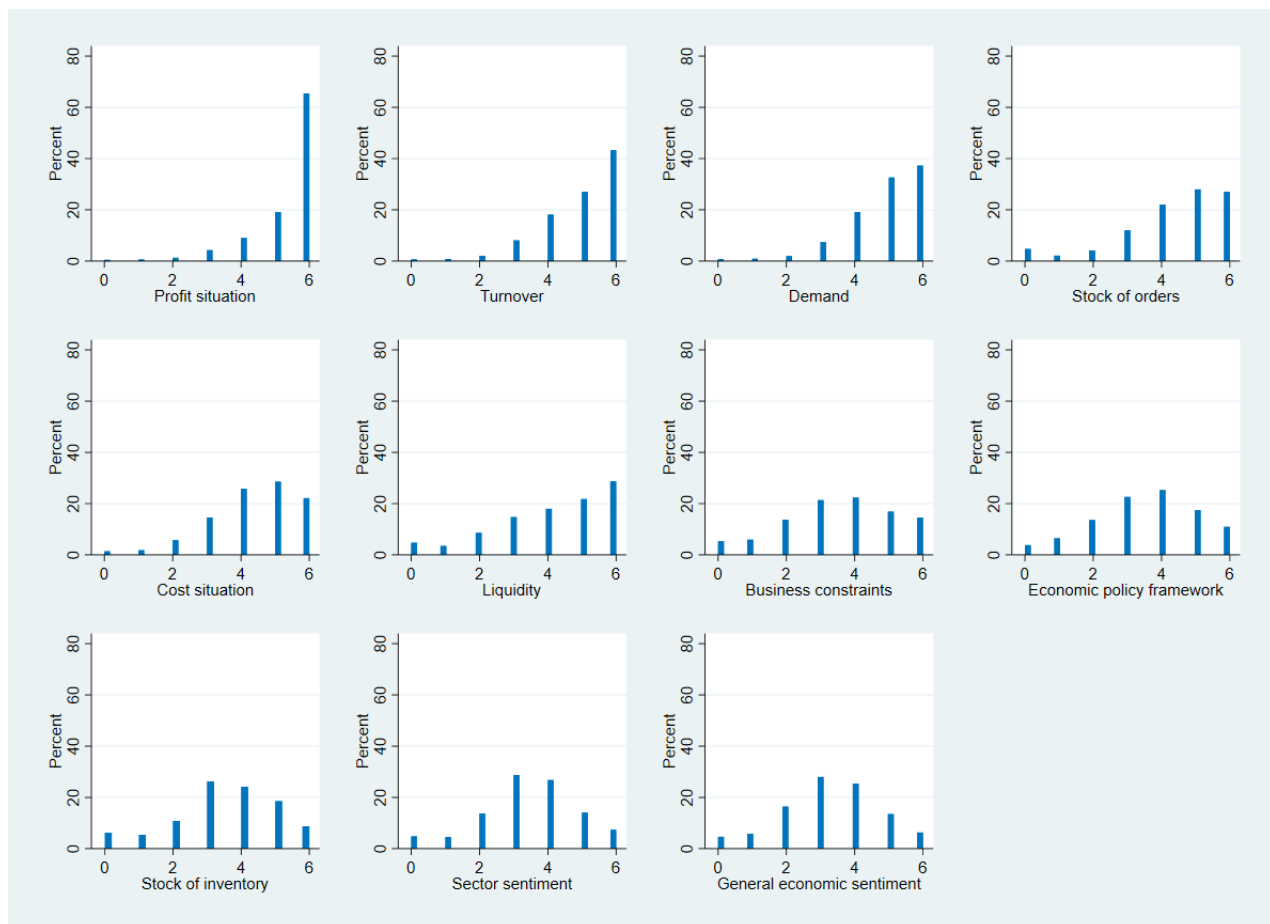 80
60
40
20
0
Percent
0 2 4 6
Profit situation
80
60
40
20
0
Percent
0 2 4 6
Turnover
80
60
40
20
0
Percent
0 2 4 6
Demand
80
60
40
20
0
Percent
0 2 4 6
Stock of orders
80
60
40
20
0
Percent
0 2 4 6
Cost situation
80
60
40
20
0
Percent
0 2 4 6
Liquidity
80
60
40
20
0
Percent
0 2 4 6
Business constraints
80
60
40
20
0
Percent
0 2 4 6
Economic policy framework
80
60
40
20
0
Percent
0 2 4 6
Stock of inventory
80
60
40
20
0
Percent
0 2 4 6
Sector sentiment
80
60
40
20
0
Percent
0 2 4 6
General economic sentiment